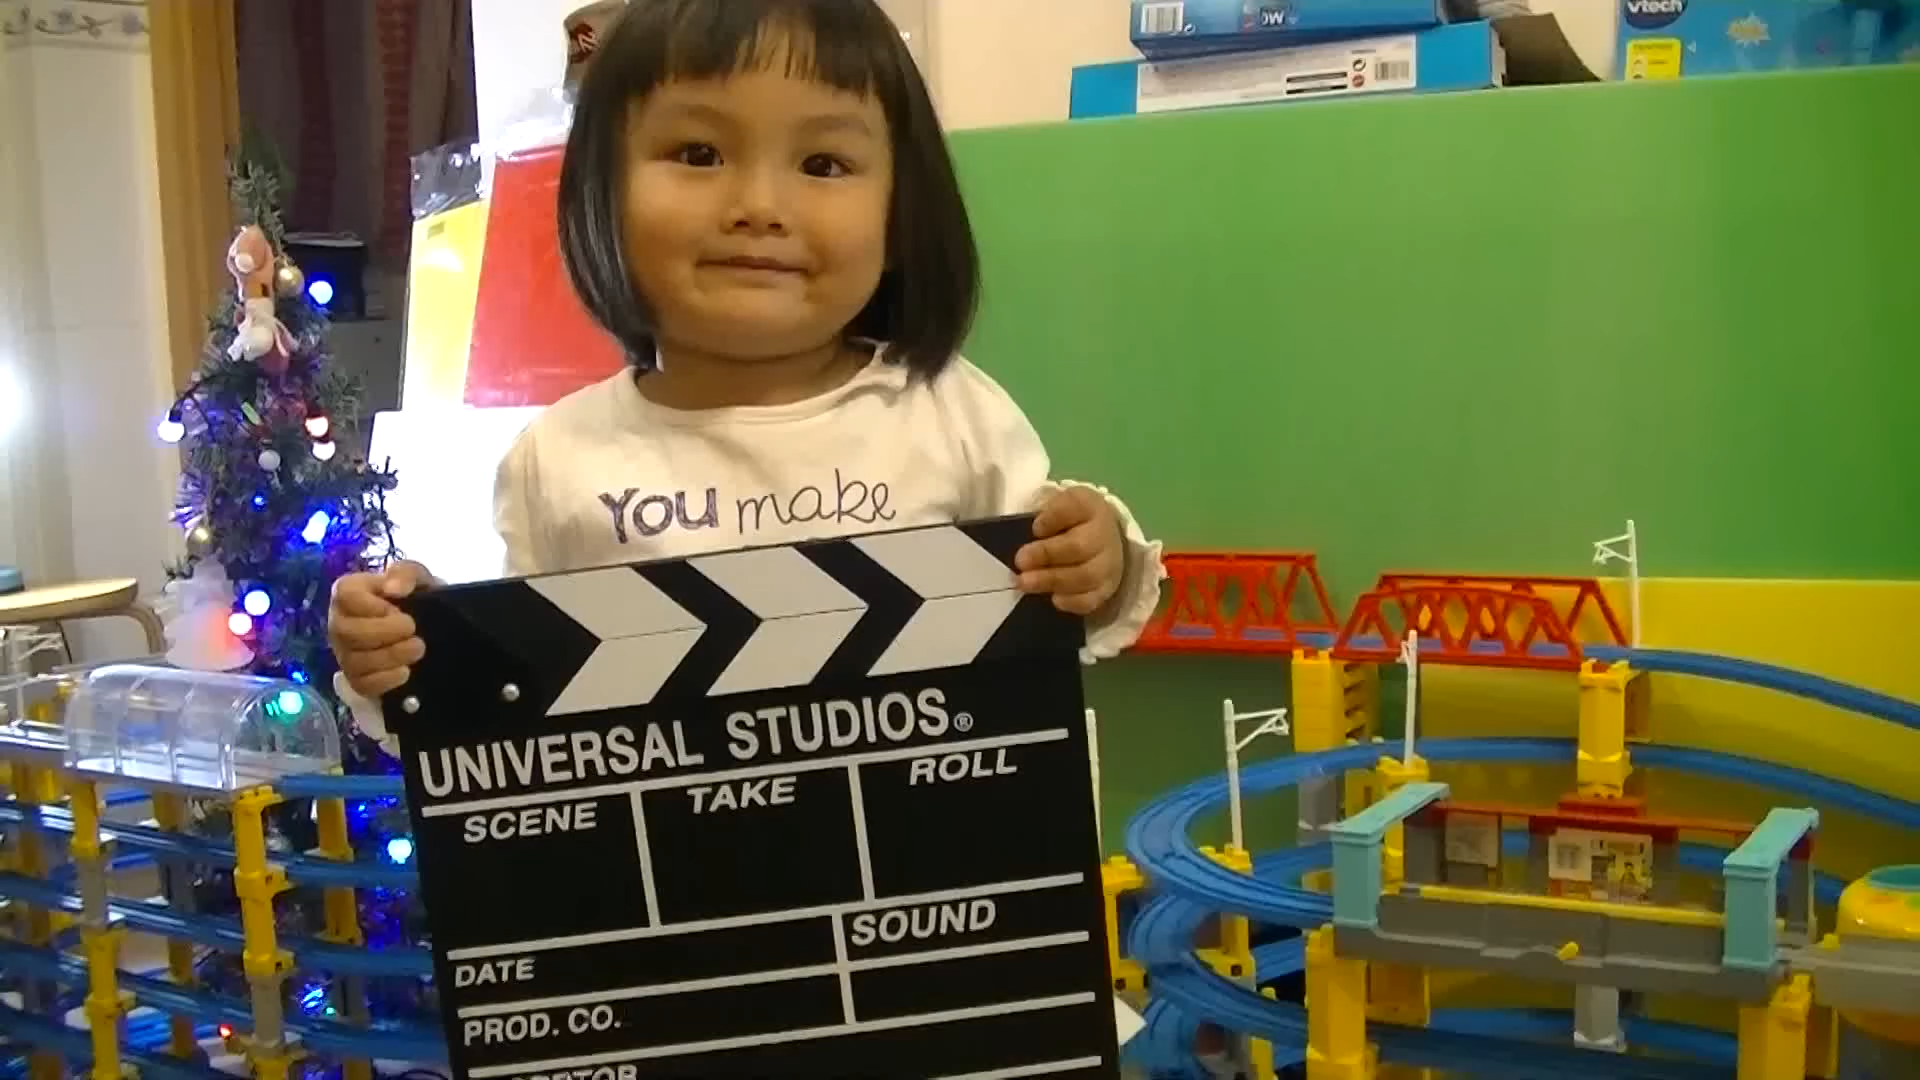 vtech
YOU make
UNIVERSAL STUDIOS®
SCENE TAKE ROLL
SOUND
DATE
PROD. CO.